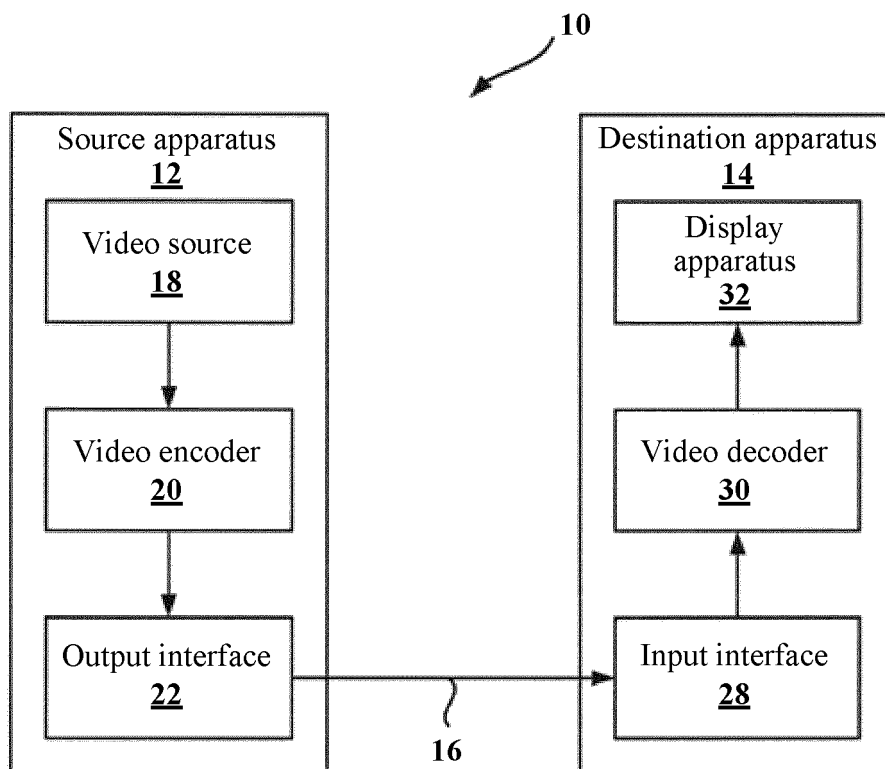 10
Source apparatus
12
Video source
18
Video encoder
20
Output interface
22
16
Destination apparatus
14
Display
apparatus
32
Video decoder
30
Input interface
28